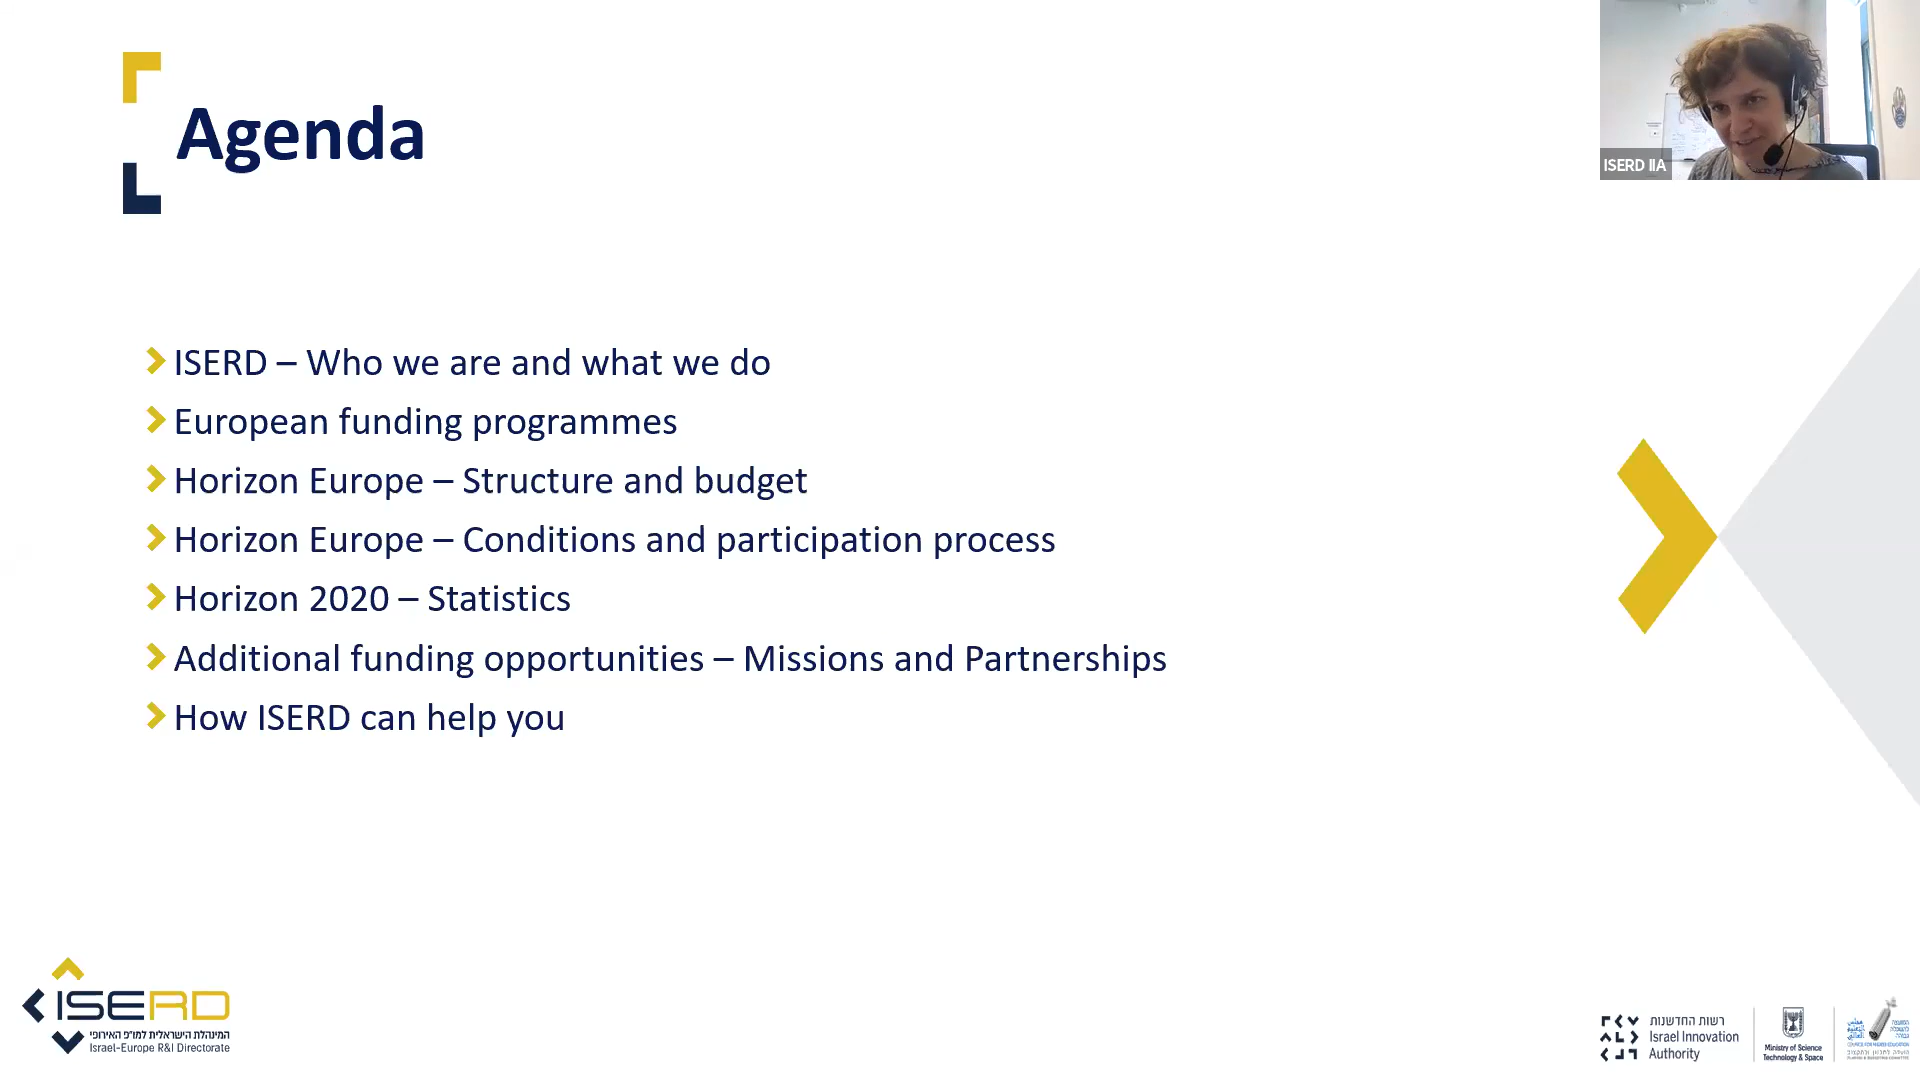 Agenda
ISERD IIA
ISERD – Who we are and what we do
European funding programmes
Horizon Europe – Structure and budget
Horizon Europe – Conditions and participation process
Horizon 2020 – Statistics
Additional funding opportunities – Missions and Partnerships
How ISERD can help you
ISERD
המינהלת הישראלית למו״פ האירופי
Israel-Europe R&I Directorate
רשות החדשנות
Israel Innovation
Authority
Ministry of Science
Technology & Space